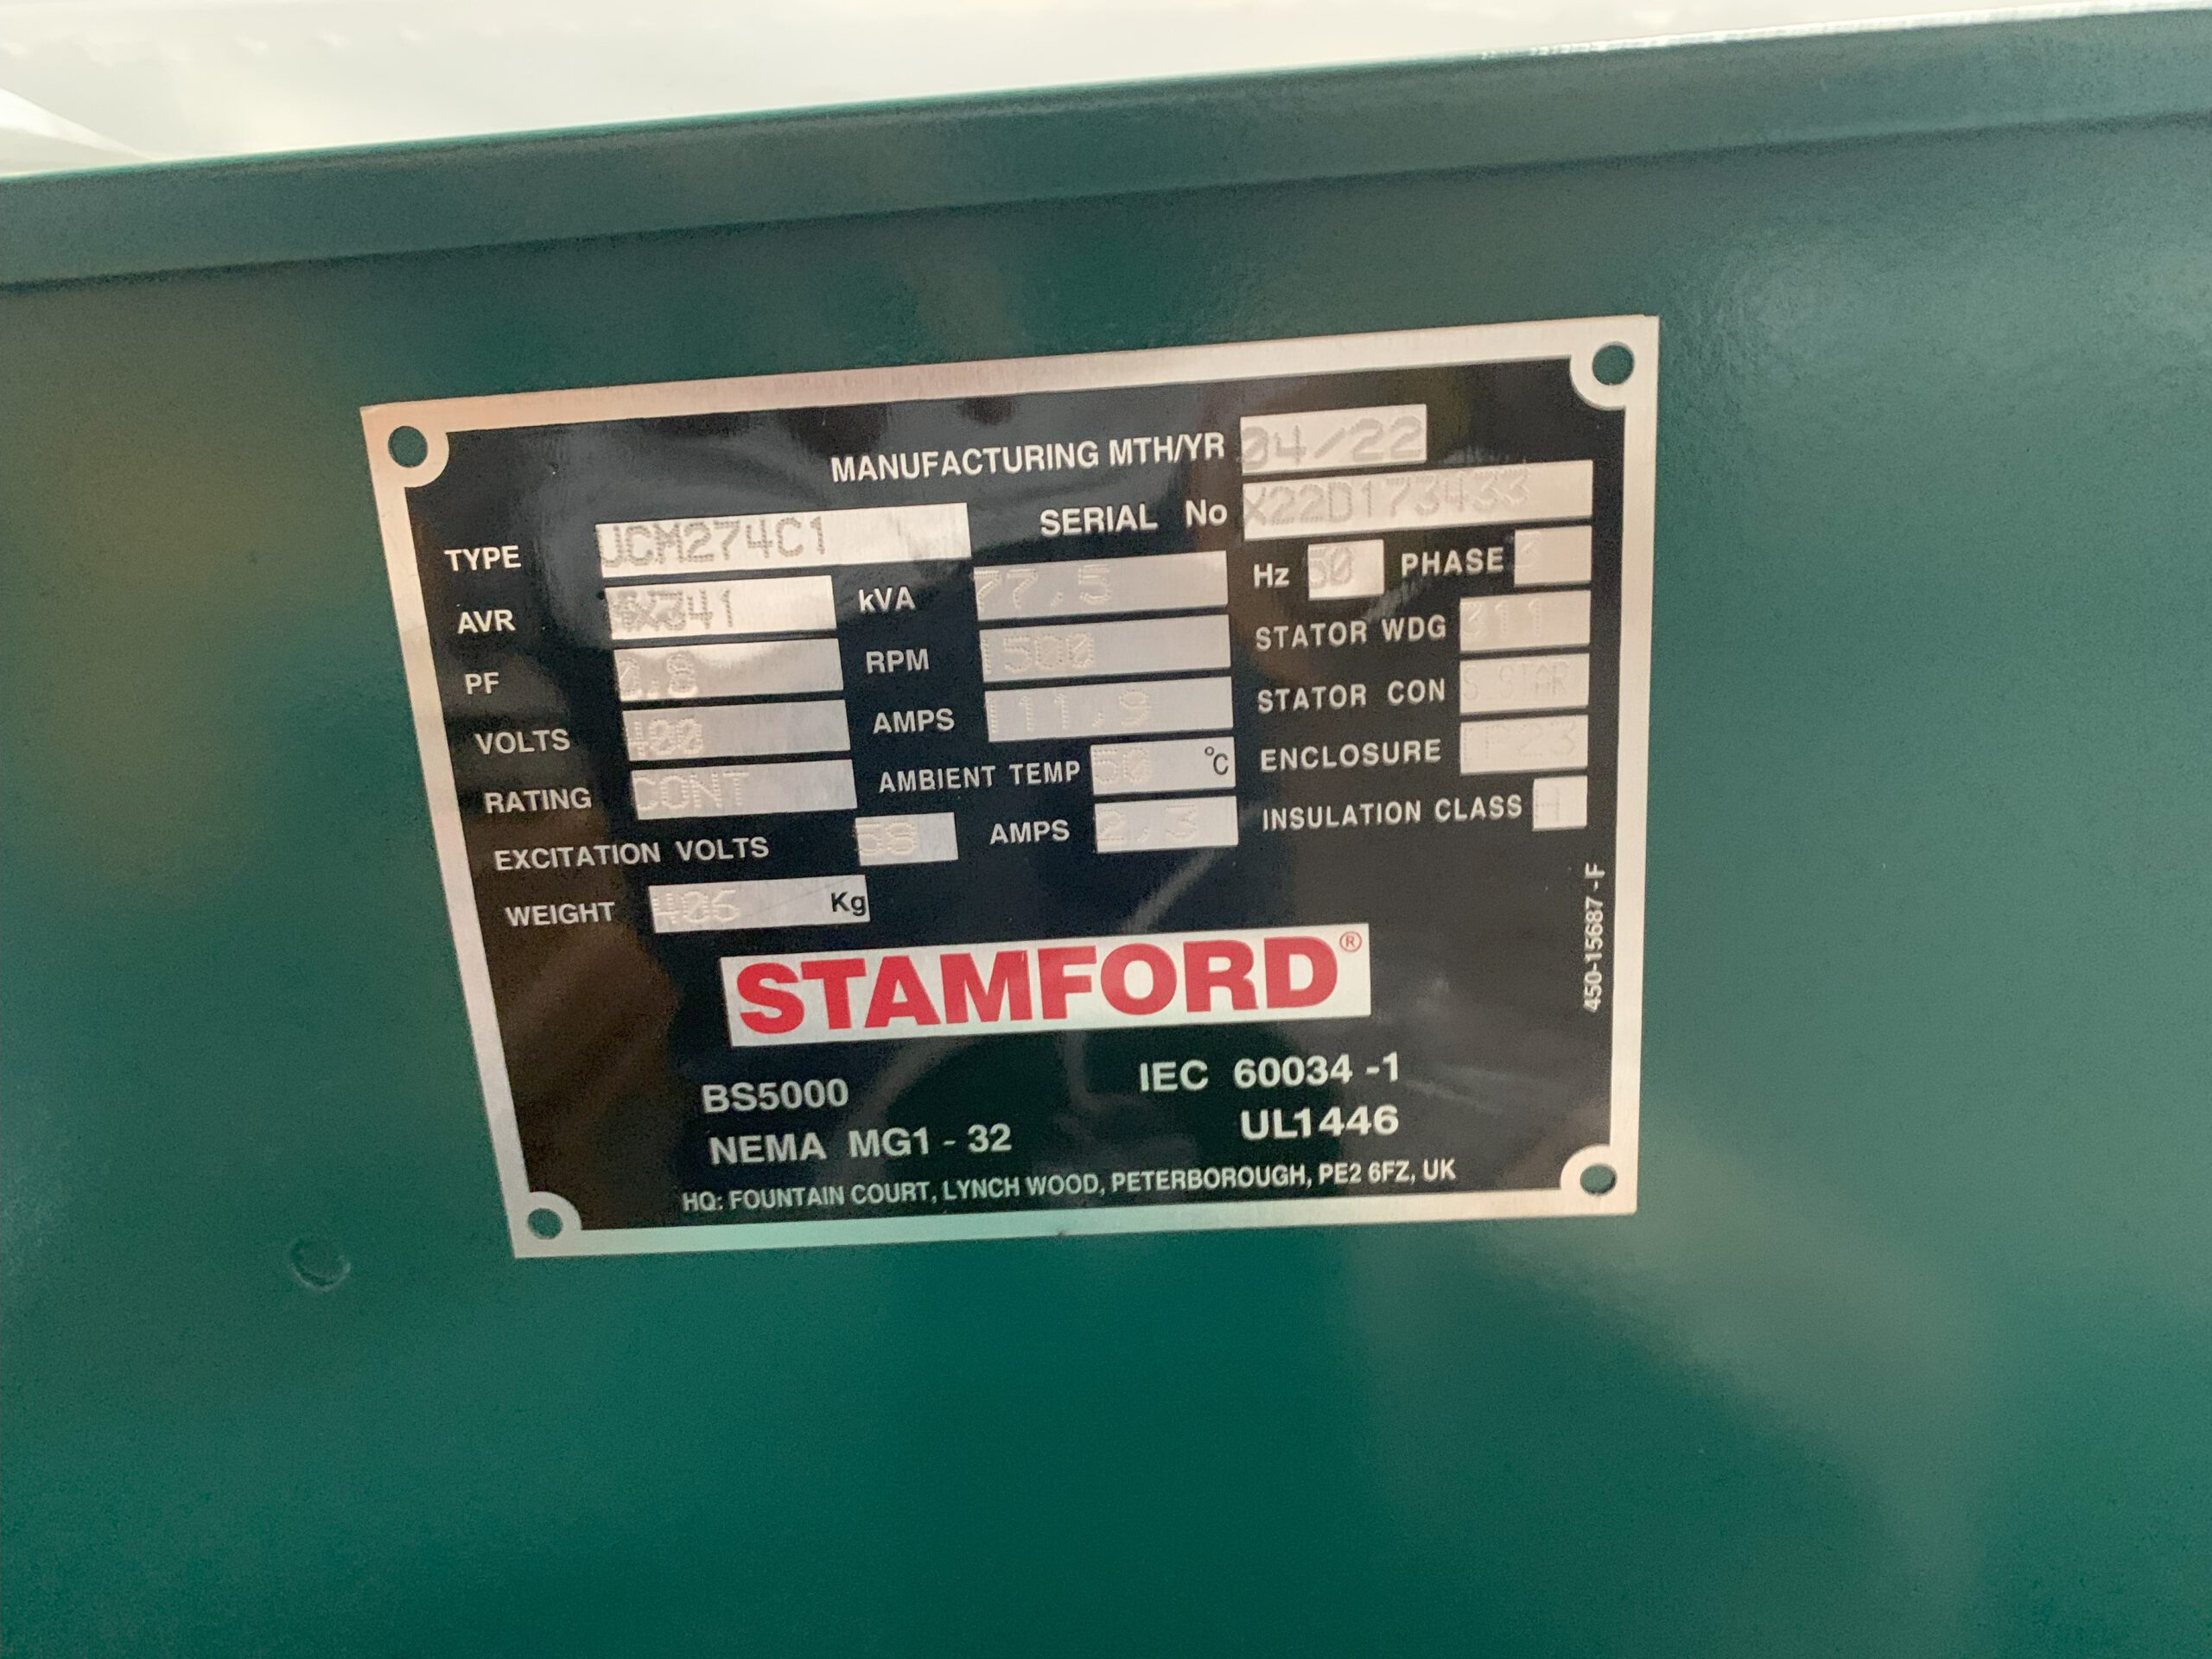 MANUFACTURING MTH/YR 04/22
SERIAL No X22D173433
TYPE UCM274C1
AVR MX341 kVA 77,5 Hz 50 PHASE 3
PF 0,8 RPM 1500 STATOR WDG 311
VOLTS 400 AMPS 111,9 STATOR CON S STAR
RATING CONT AMBIENT TEMP 50 °C ENCLOSURE IP23
EXCITATION VOLTS 58 AMPS 2,3 INSULATION CLASS H
WEIGHT 406 Kg
450-15687-F
STAMFORD®
BS5000 IEC 60034-1
NEMA MG1-32 UL1446
HQ: FOUNTAIN COURT, LYNCH WOOD, PETERBOROUGH, PE2 6FZ, UK